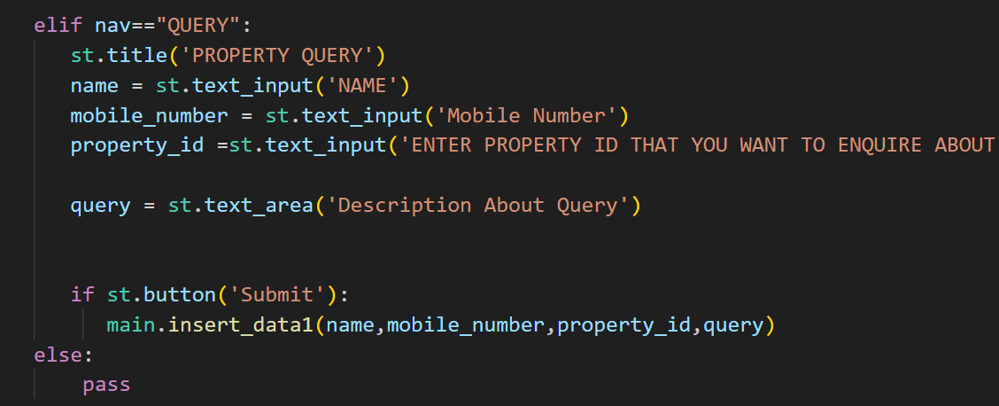 elif nav=="QUERY":
st.title('PROPERTY QUERY')
name = st.text_input('NAME')
mobile_number = st.text_input('Mobile Number')
property_id =st.text_input('ENTER PROPERTY ID THAT YOU WANT TO ENQUIRE ABOUT
query = st.text_area('Description About Query')
if st.button('Submit'):
main.insert_data1(name,mobile_number,property_id,query)
else:
pass